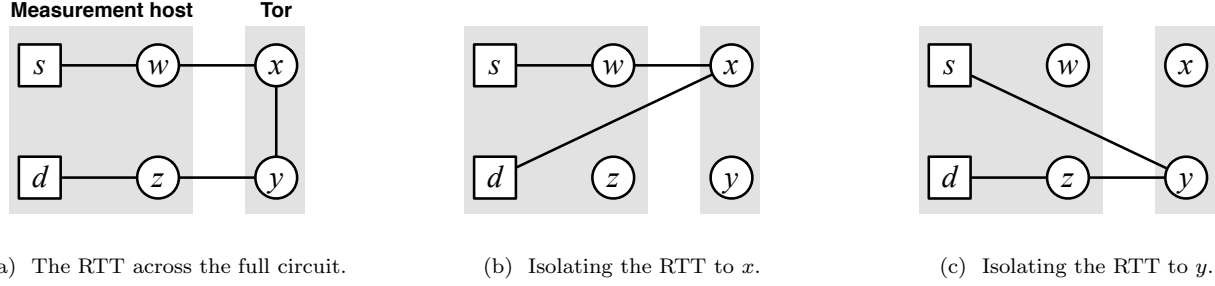 Measurement host Tor
s w x
d z y
a) The RTT across the full circuit.
s w x
d z y
(b) Isolating the RTT to x.
s w x
d z y
(c) Isolating the RTT to y.